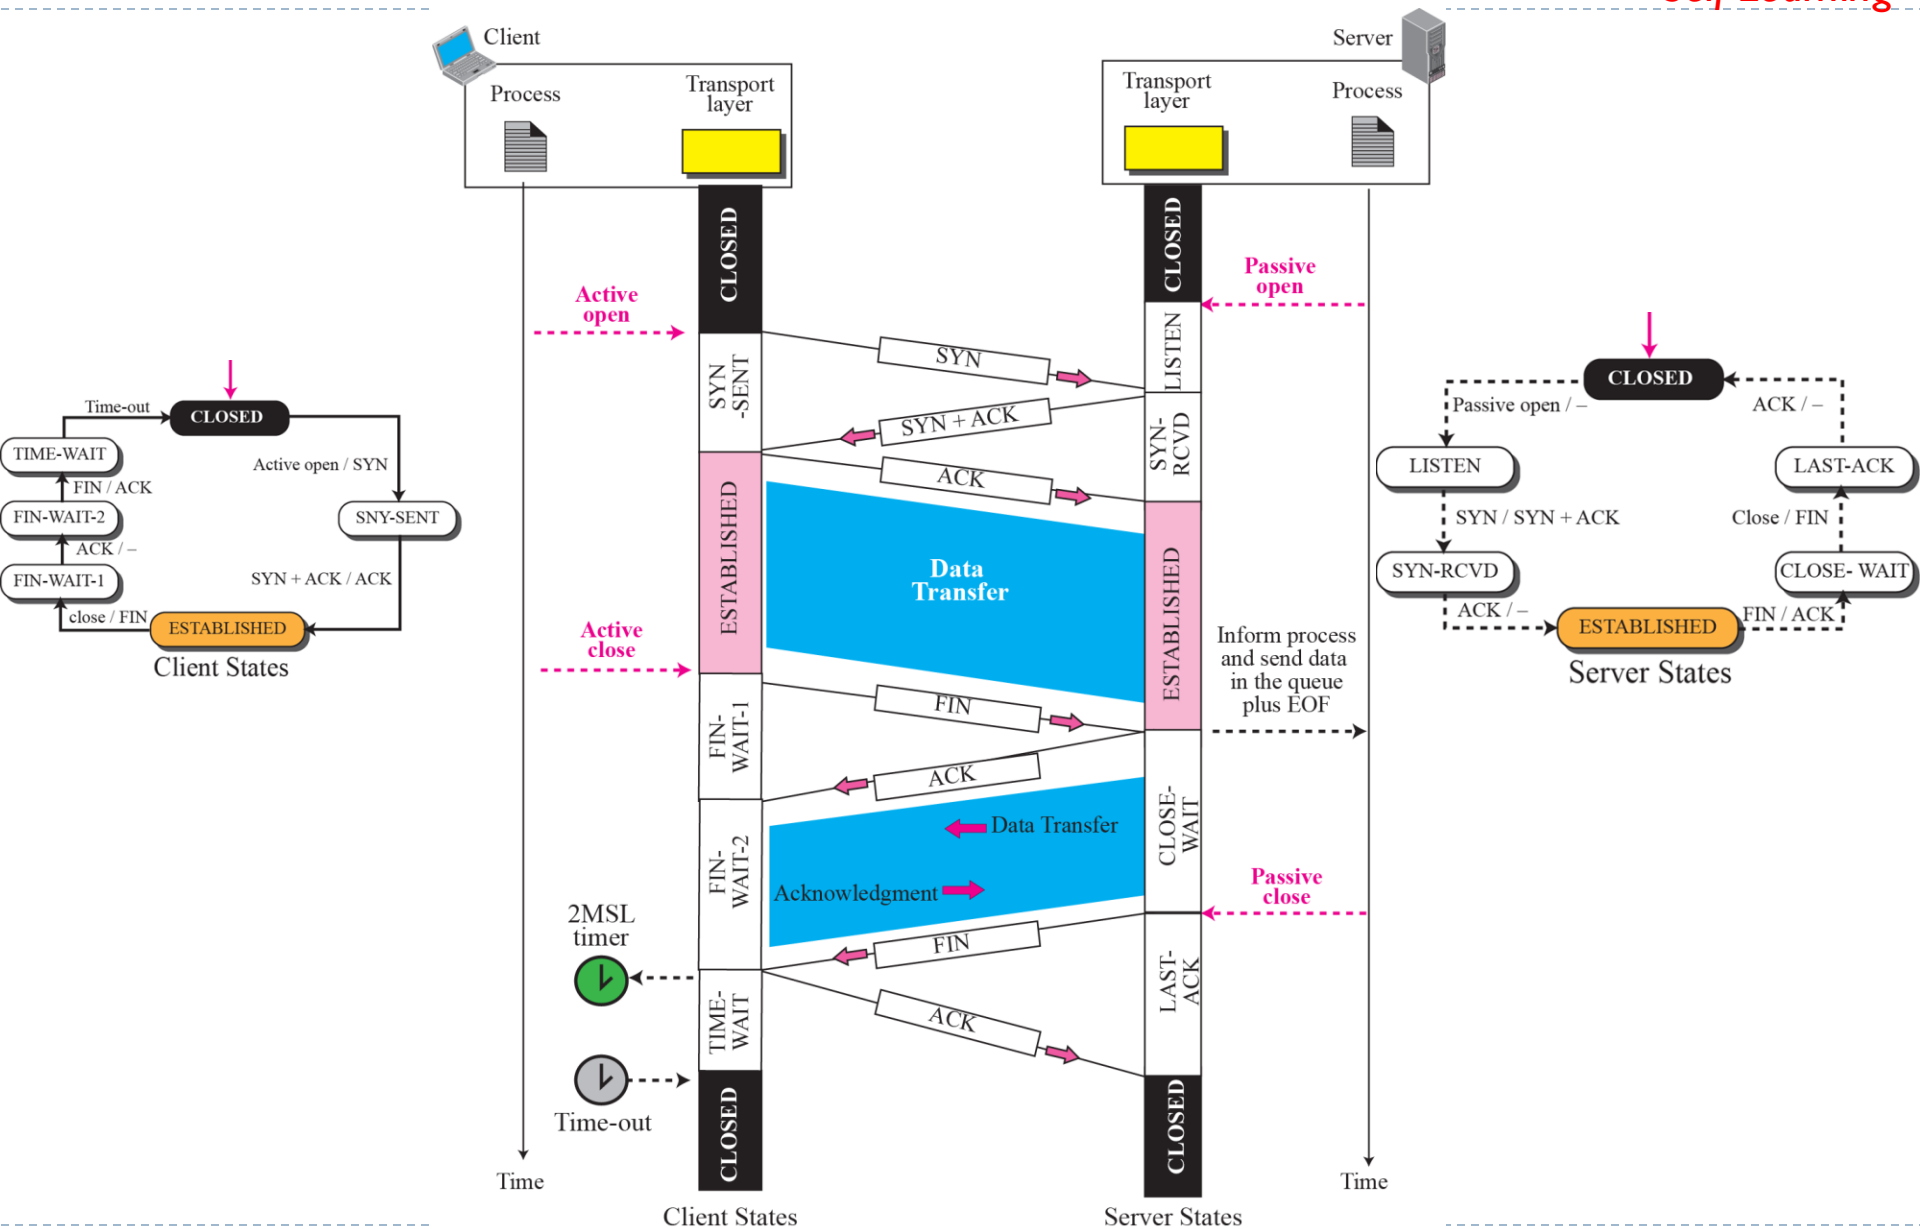 Client
Process
Transport
layer
Server
Transport
layer
Process
CLOSED
CLOSED
Active
open
Passive
open
SYN
-SENT
LISTEN
SYN
SYN + ACK
SYN-
RCVD
ACK
ESTABLISHED
ESTABLISHED
Data
Transfer
Active
close
Inform process
and send data
in the queue
plus EOF
FIN-
WAIT-1
FIN
ACK
CLOSE-
WAIT
FIN-
WAIT-2
Data Transfer
Acknowledgment
Passive
close
2MSL
timer
FIN
LAST-
ACK
TIME-
WAIT
ACK
Time-out
CLOSED
CLOSED
Time
Time
Client States
Server States
Time-out
CLOSED
TIME-WAIT
Active open / SYN
FIN / ACK
FIN-WAIT-2
SNY-SENT
ACK / –
FIN-WAIT-1
SYN + ACK / ACK
close / FIN
ESTABLISHED
Client States
CLOSED
Passive open / –
ACK / –
LISTEN
LAST-ACK
SYN / SYN + ACK
Close / FIN
SYN-RCVD
CLOSE- WAIT
ACK / –
ESTABLISHED
FIN / ACK
Server States